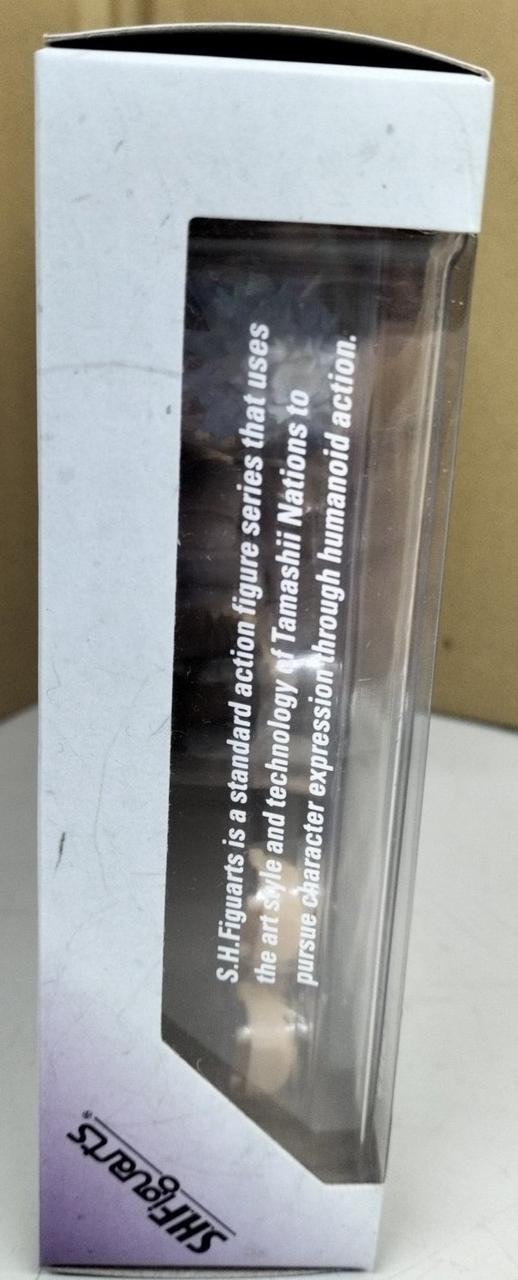 S.H.Figuarts is a standard action figure series that uses
the art style and technology of Tamashii Nations to
pursue character expression through humanoid action.
S.H.Figuarts®